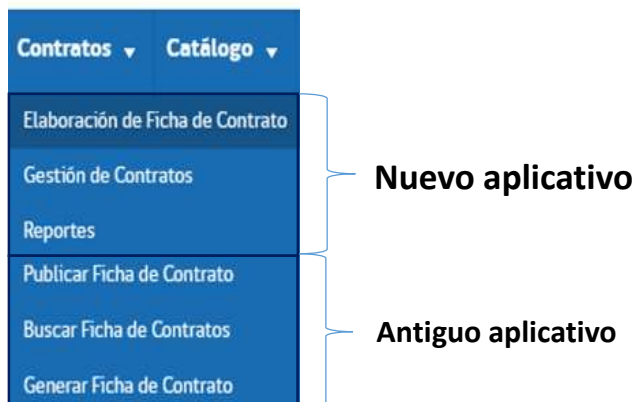 Contratos Catálogo
Elaboración de Ficha de Contrato
Gestión de Contratos
Reportes
Nuevo aplicativo
Publicar Ficha de Contrato
Buscar Ficha de Contratos
Generar Ficha de Contrato
Antiguo aplicativo